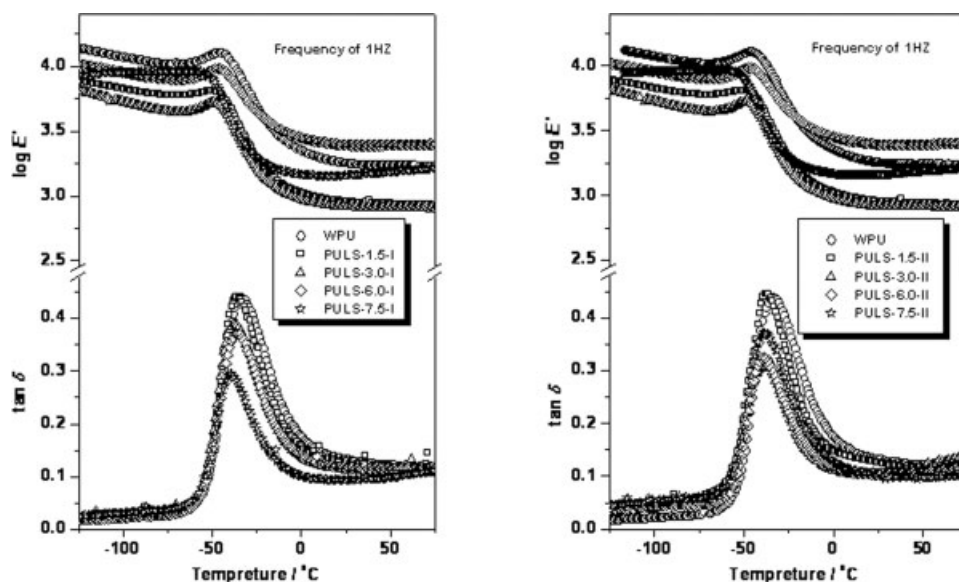 Frequency of 1HZ
4.0
3.5
3.0
2.5
log E'
WPU
PULS-1.5-I
PULS-3.0-I
PULS-6.0-I
PULS-7.5-I
0.4
0.3
0.2
0.1
0.0
tan δ
-100 -50 0 50
Tempreture / °C
Frequency of 1HZ
4.0
3.5
3.0
2.5
log E'
WPU
PULS-1.5-II
PULS-3.0-II
PULS-6.0-II
PULS-7.5-II
0.4
0.3
0.2
0.1
0.0
tan δ
-100 -50 0 50
Tempreture / °C